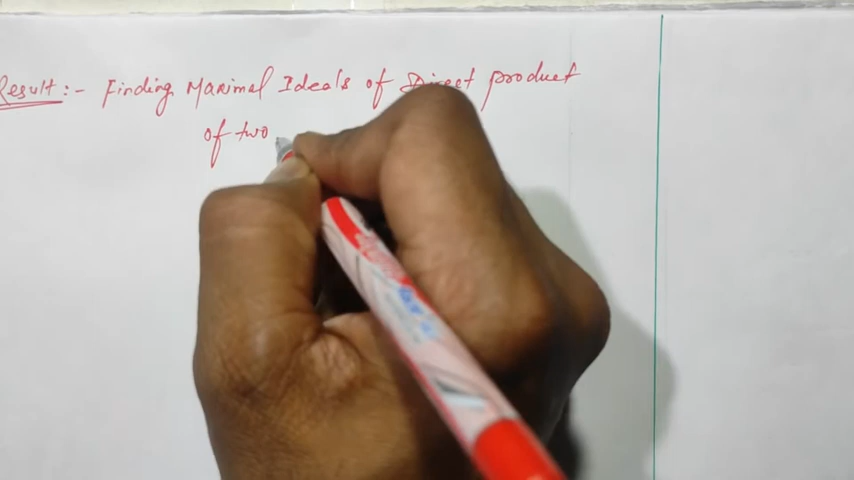 Result :- Finding Maximal Ideals of Direct product
of two